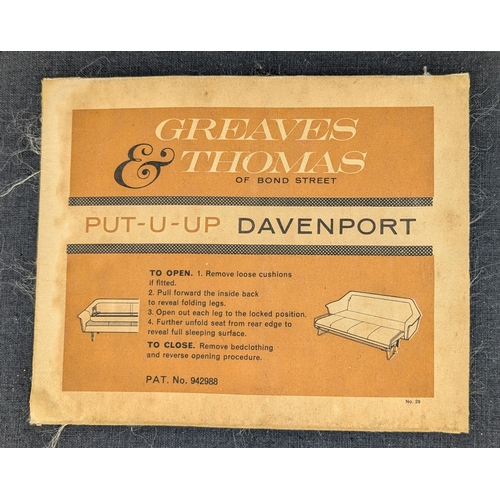 GREAVES
& THOMAS
OF BOND STREET
PUT-U-UP DAVENPORT
TO OPEN. 1. Remove loose cushions
if fitted.
2. Pull forward the inside back
to reveal folding legs.
3. Open out each leg to the locked position.
4. Further unfold seat from rear edge to
reveal full sleeping surface.
TO CLOSE. Remove bedclothing
and reverse opening procedure.
PAT. No. 942988